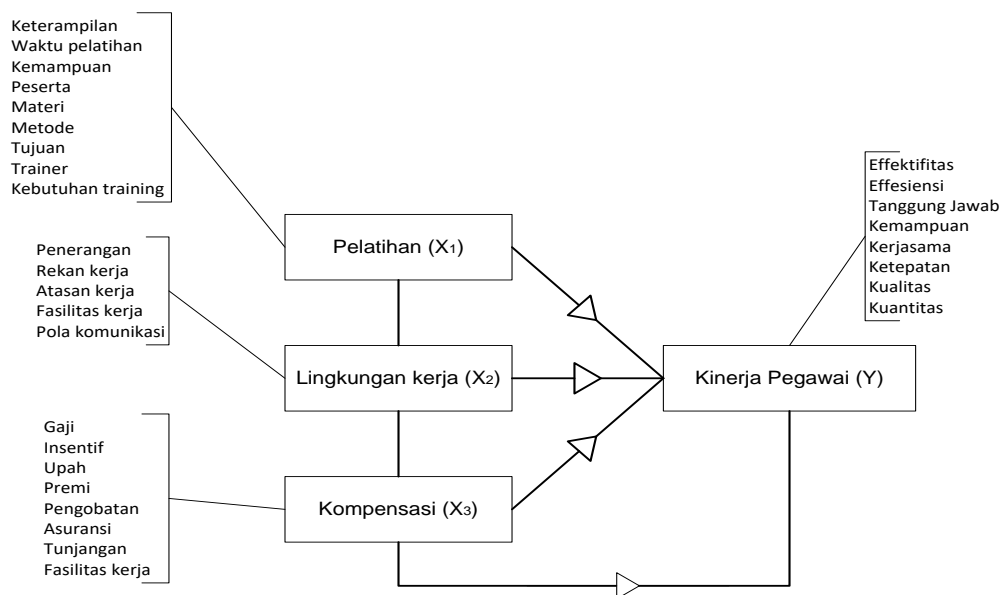 Keterampilan
Waktu pelatihan
Kemampuan
Peserta
Materi
Metode
Tujuan
Trainer
Kebutuhan training
Penerangan
Rekan kerja
Atasan kerja
Fasilitas kerja
Pola komunikasi
Gaji
Insentif
Upah
Premi
Pengobatan
Asuransi
Tunjangan
Fasilitas kerja
Pelatihan (X1)
Lingkungan kerja (X2)
Kompensasi (X3)
Kinerja Pegawai (Y)
Effektifitas
Effesiensi
Tanggung Jawab
Kemampuan
Kerjasama
Ketepatan
Kualitas
Kuantitas